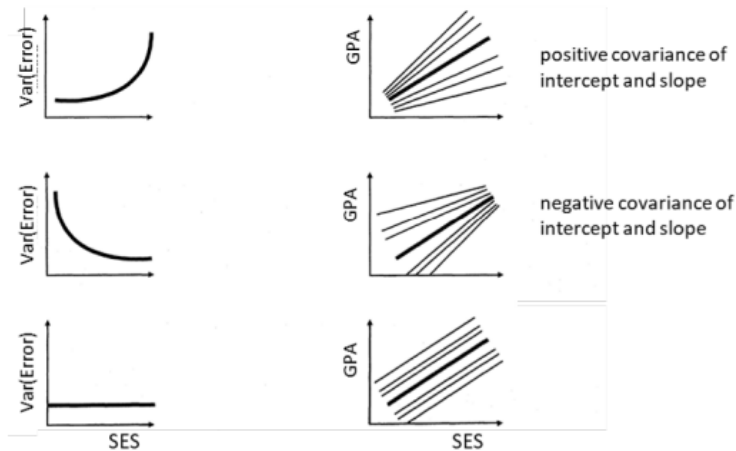 Var(Error)
GPA
positive covariance of
intercept and slope
Var(Error)
GPA
negative covariance of
intercept and slope
Var(Error)
GPA
SES
SES